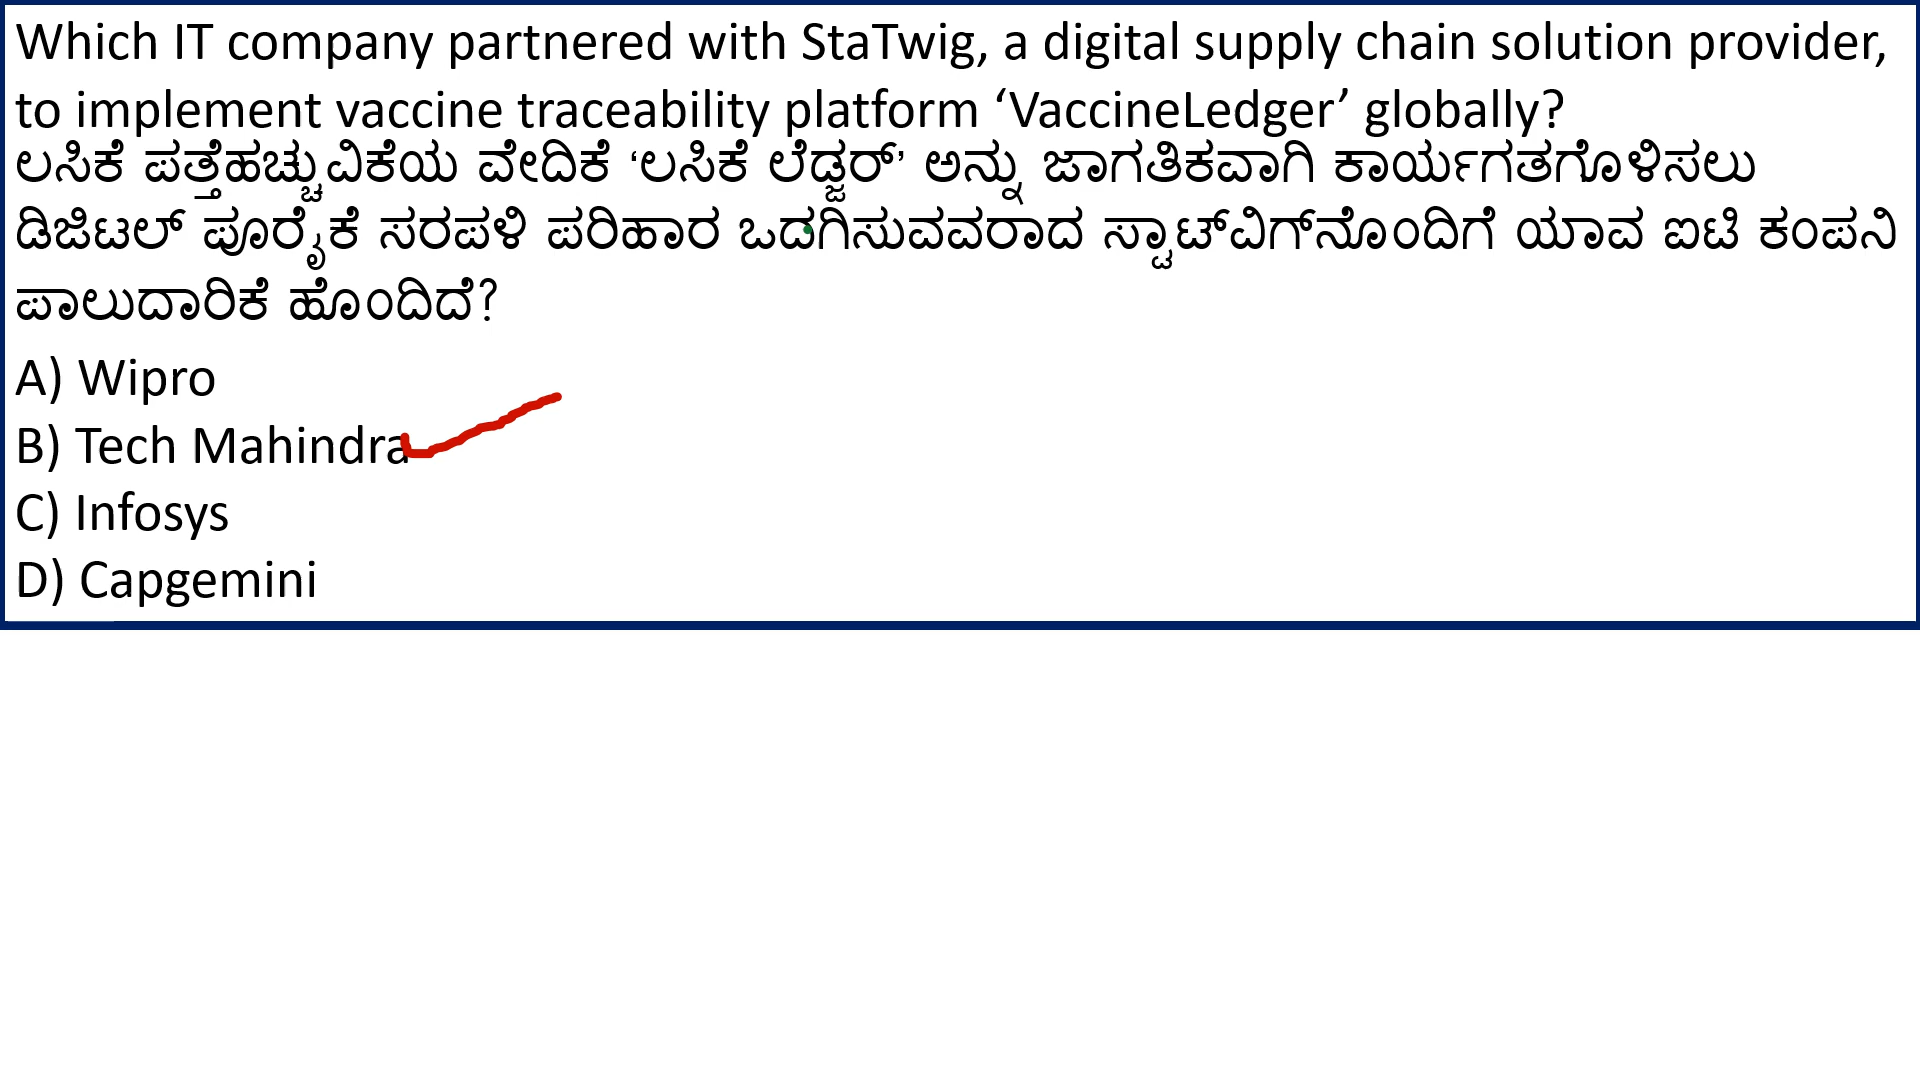 Which IT company partnered with StaTwig, a digital supply chain solution provider,
to implement vaccine traceability platform ‘VaccineLedger’ globally?
ಲಸಿಕೆ ಪತ್ತೆಹಚ್ಚುವಿಕೆಯ ವೇದಿಕೆ ‘ಲಸಿಕೆ ಲೆಡ್ಜರ್’ ಅನ್ನು ಜಾಗತಿಕವಾಗಿ ಕಾರ್ಯಗತಗೊಳಿಸಲು
ಡಿಜಿಟಲ್ ಪೂರೈಕೆ ಸರಪಳಿ ಪರಿಹಾರ ಒಡಗಿಸುವವರಾದ ಸ್ಟಾಟ್‌ವಿಗ್‌ನೊಂದಿಗೆ ಯಾವ ಐಟಿ ಕಂಪನಿ
ಪಾಲುದಾರಿಕೆ ಹೊಂದಿದೆ?
A) Wipro
B) Tech Mahindra
C) Infosys
D) Capgemini